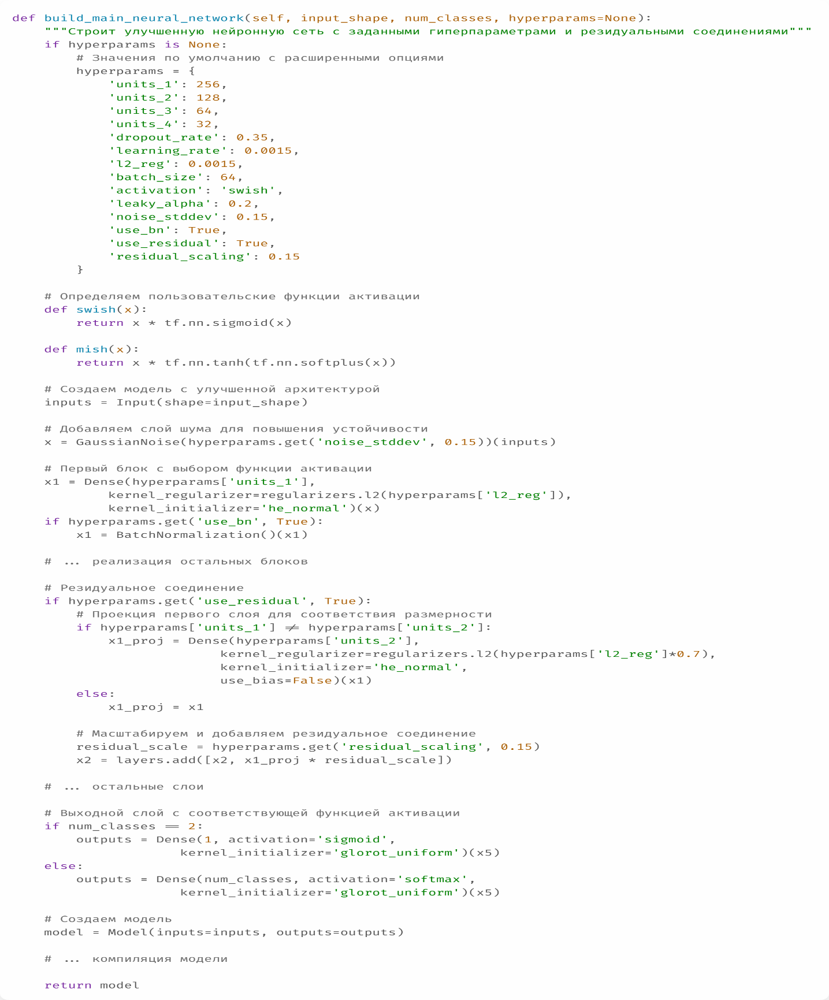 def build_main_neural_network(self, input_shape, num_classes, hyperparams=None):
    """Строит улучшенную нейронную сеть с заданными гиперпараметрами и резидуальными соединениями"""
    if hyperparams is None:
        # Значения по умолчанию с расширенными опциями
        hyperparams = {
            'units_1': 256,
            'units_2': 128,
            'units_3': 64,
            'units_4': 32,
            'dropout_rate': 0.35,
            'learning_rate': 0.0015,
            'l2_reg': 0.0015,
            'batch_size': 64,
            'activation': 'swish',
            'leaky_alpha': 0.2,
            'noise_stddev': 0.15,
            'use_bn': True,
            'use_residual': True,
            'residual_scaling': 0.15
        }

    # Определяем пользовательские функции активации
    def swish(x):
        return x * tf.nn.sigmoid(x)

    def mish(x):
        return x * tf.nn.tanh(tf.nn.softplus(x))

    # Создаем модель с улучшенной архитектурой
    inputs = Input(shape=input_shape)

    # Добавляем слой шума для повышения устойчивости
    x = GaussianNoise(hyperparams.get('noise_stddev', 0.15))(inputs)

    # Первый блок с выбором функции активации
    x1 = Dense(hyperparams['units_1'],
            kernel_regularizer=regularizers.l2(hyperparams['l2_reg']),
            kernel_initializer='he_normal')(x)
    if hyperparams.get('use_bn', True):
        x1 = BatchNormalization()(x1)

    # ... реализация остальных блоков

    # Резидуальное соединение
    if hyperparams.get('use_residual', True):
        # Проекция первого слоя для соответствия размерности
        if hyperparams['units_1'] != hyperparams['units_2']:
            x1_proj = Dense(hyperparams['units_2'],
                          kernel_regularizer=regularizers.l2(hyperparams['l2_reg']*0.7),
                          kernel_initializer='he_normal',
                          use_bias=False)(x1)
        else:
            x1_proj = x1

        # Масштабируем и добавляем резидуальное соединение
        residual_scale = hyperparams.get('residual_scaling', 0.15)
        x2 = layers.add([x2, x1_proj * residual_scale])

    # ... остальные слои

    # Выходной слой с соответствующей функцией активации
    if num_classes == 2:
        outputs = Dense(1, activation='sigmoid',
                     kernel_initializer='glorot_uniform')(x5)
    else:
        outputs = Dense(num_classes, activation='softmax',
                     kernel_initializer='glorot_uniform')(x5)

    # Создаем модель
    model = Model(inputs=inputs, outputs=outputs)

    # ... компиляция модели

    return model